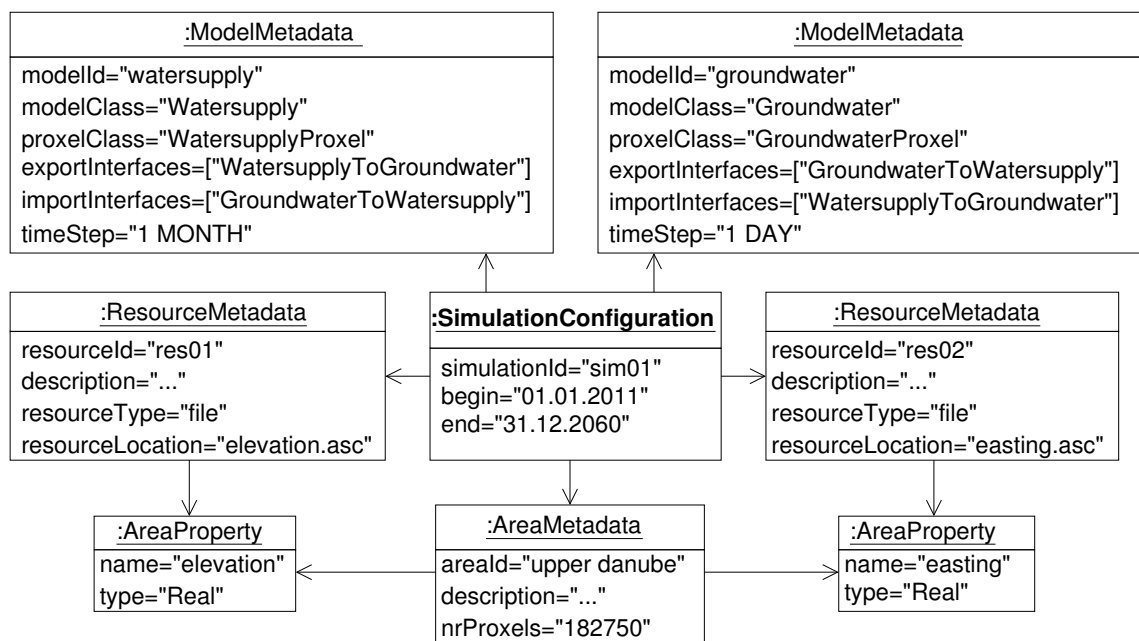 :ModelMetadata
modelId="watersupply"
modelClass="Watersupply"
proxelClass="WatersupplyProxel"
exportInterfaces=["WatersupplyToGroundwater"]
importInterfaces=["GroundwaterToWatersupply"]
timeStep="1 MONTH"
:ModelMetadata
modelId="groundwater"
modelClass="Groundwater"
proxelClass="GroundwaterProxel"
exportInterfaces=["GroundwaterToWatersupply"]
importInterfaces=["WatersupplyToGroundwater"]
timeStep="1 DAY"
:ResourceMetadata
resourceId="res01"
description="..."
resourceType="file"
resourceLocation="elevation.asc"
:SimulationConfiguration
simulationId="sim01"
begin="01.01.2011"
end="31.12.2060"
:ResourceMetadata
resourceId="res02"
description="..."
resourceType="file"
resourceLocation="easting.asc"
:AreaProperty
name="elevation"
type="Real"
:AreaMetadata
areaId="upper danube"
description="..."
nrProxels="182750"
:AreaProperty
name="easting"
type="Real"